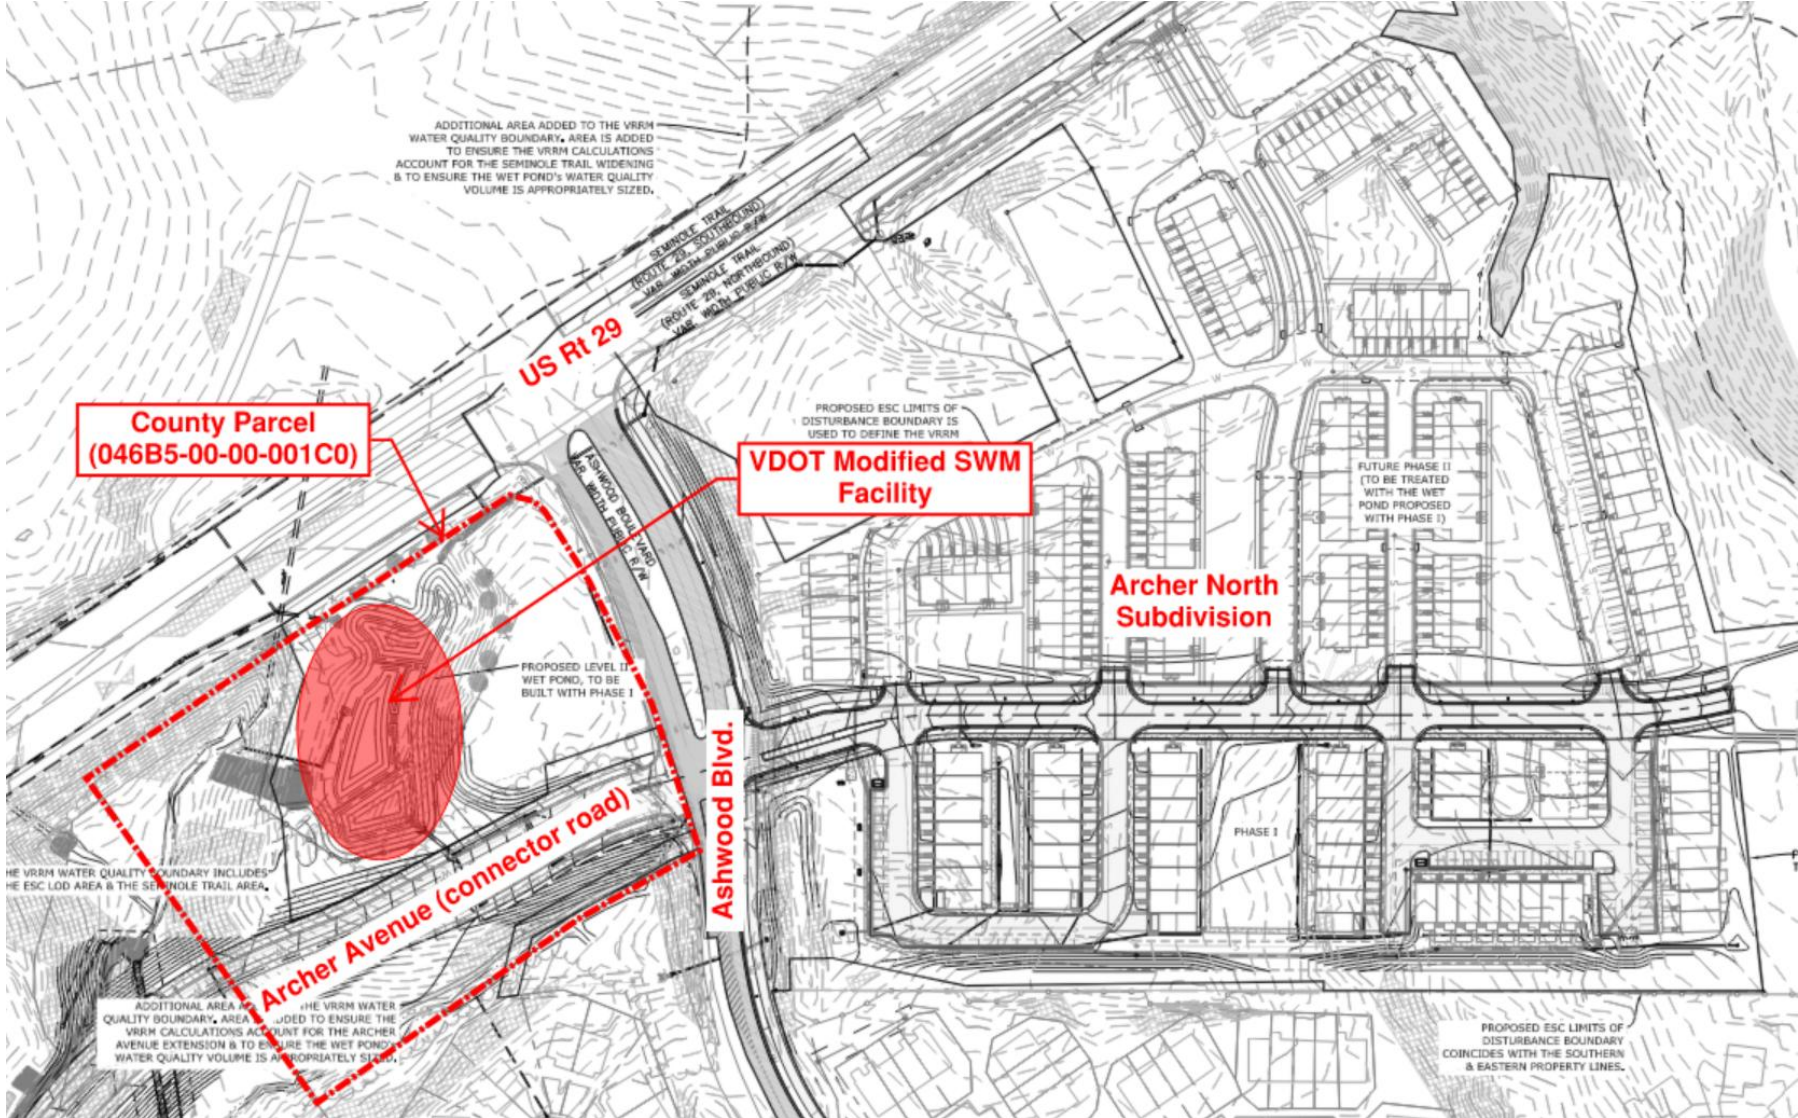 ADDITIONAL AREA ADDED TO THE VRRM
WATER QUALITY BOUNDARY. AREA IS ADDED
TO ENSURE THE VRRM CALCULATIONS
ACCOUNT FOR THE SEMINOLE TRAIL WIDENING
& TO ENSURE THE WET POND's WATER QUALITY
VOLUME IS APPROPRIATELY SIZED.
SEMINOLE TRAIL
(ROUTE 29, SOUTHBOUND)
VAR. WIDTH PUBLIC R/W
SEMINOLE TRAIL
(ROUTE 29, NORTHBOUND)
VAR. WIDTH PUBLIC R/W
US Rt 29
County Parcel
(046B5-00-00-001C0)
PROPOSED ESC LIMITS OF
DISTURBANCE BOUNDARY IS
USED TO DEFINE THE VRRM
VDOT Modified SWM
Facility
ASHWOOD BOULEVARD
VAR. WIDTH PUBLIC R/W
FUTURE PHASE II
(TO BE TREATED
WITH THE WET
POND PROPOSED
WITH PHASE I)
Archer North
Subdivision
PROPOSED LEVEL II
WET POND, TO BE
BUILT WITH PHASE I
Ashwood Blvd.
PHASE I
Archer Avenue (connector road)
HE VRRM WATER QUALITY BOUNDARY INCLUDES
HE ESC LOD AREA & THE SEMINOLE TRAIL AREA.
ADDITIONAL AREA A HE VRRM WATER
QUALITY BOUNDARY. AREA DDED TO ENSURE THE
VRRM CALCULATIONS ACCOUNT FOR THE ARCHER
AVENUE EXTENSION & TO ENSURE THE WET POND's
WATER QUALITY VOLUME IS APPROPRIATELY SIZED.
PROPOSED ESC LIMITS OF
DISTURBANCE BOUNDARY
COINCIDES WITH THE SOUTHERN
& EASTERN PROPERTY LINES.